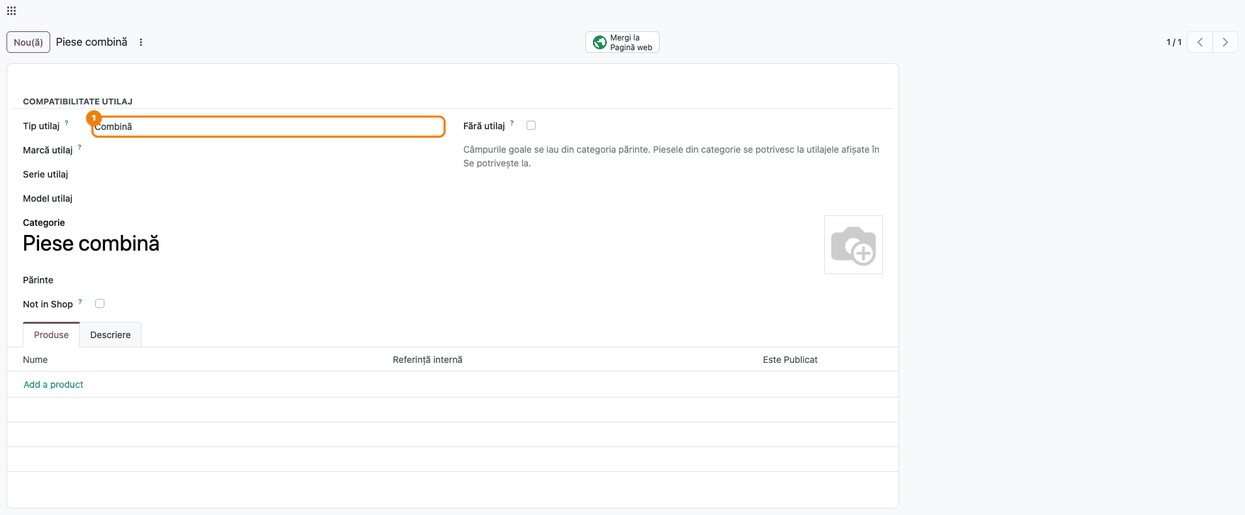 Nou(ă)
Piese combină
Mergi la
Pagină web
1 / 1
COMPATIBILITATE UTILAJ
Tip utilaj ?
1
Combină
Fără utilaj ?
Marcă utilaj ?
Câmpurile goale se iau din categoria părinte. Piesele din categorie se potrivesc la utilajele afișate în
Se potrivește la.
Serie utilaj
Model utilaj
Categorie
Piese combină
Părinte
Not in Shop ?
Produse
Descriere
Nume
Referință internă
Este Publicat
Add a product